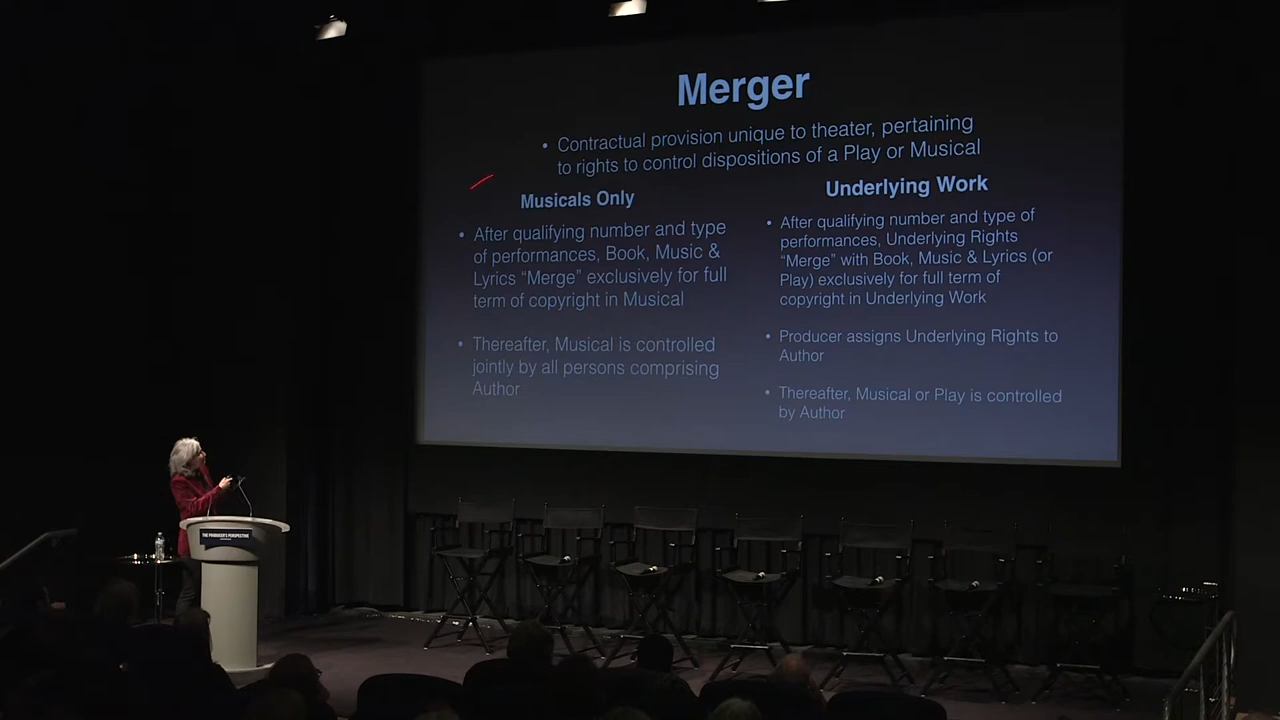 Merger
• Contractual provision unique to theater, pertaining
to rights to control dispositions of a Play or Musical
Musicals Only
• After qualifying number and type
of performances, Book, Music &
Lyrics “Merge” exclusively for full
term of copyright in Musical
• Thereafter, Musical is controlled
jointly by all persons comprising
Author
Underlying Work
• After qualifying number and type of
performances, Underlying Rights
“Merge” with Book, Music & Lyrics (or
Play) exclusively for full term of
copyright in Underlying Work
• Producer assigns Underlying Rights to
Author
• Thereafter, Musical or Play is controlled
by Author
THE PRODUCER'S PERSPECTIVE